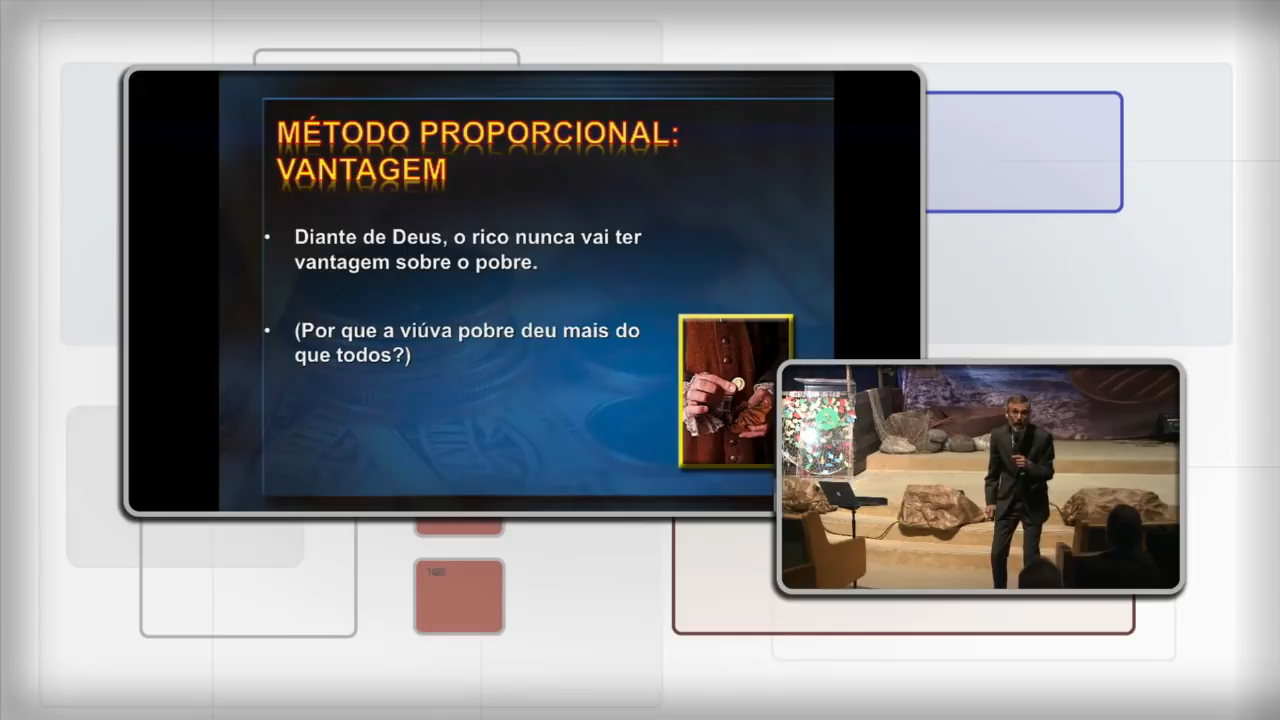 MÉTODO PROPORCIONAL:
VANTAGEM
• Diante de Deus, o rico nunca vai ter
vantagem sobre o pobre.
• (Por que a viúva pobre deu mais do
que todos?)